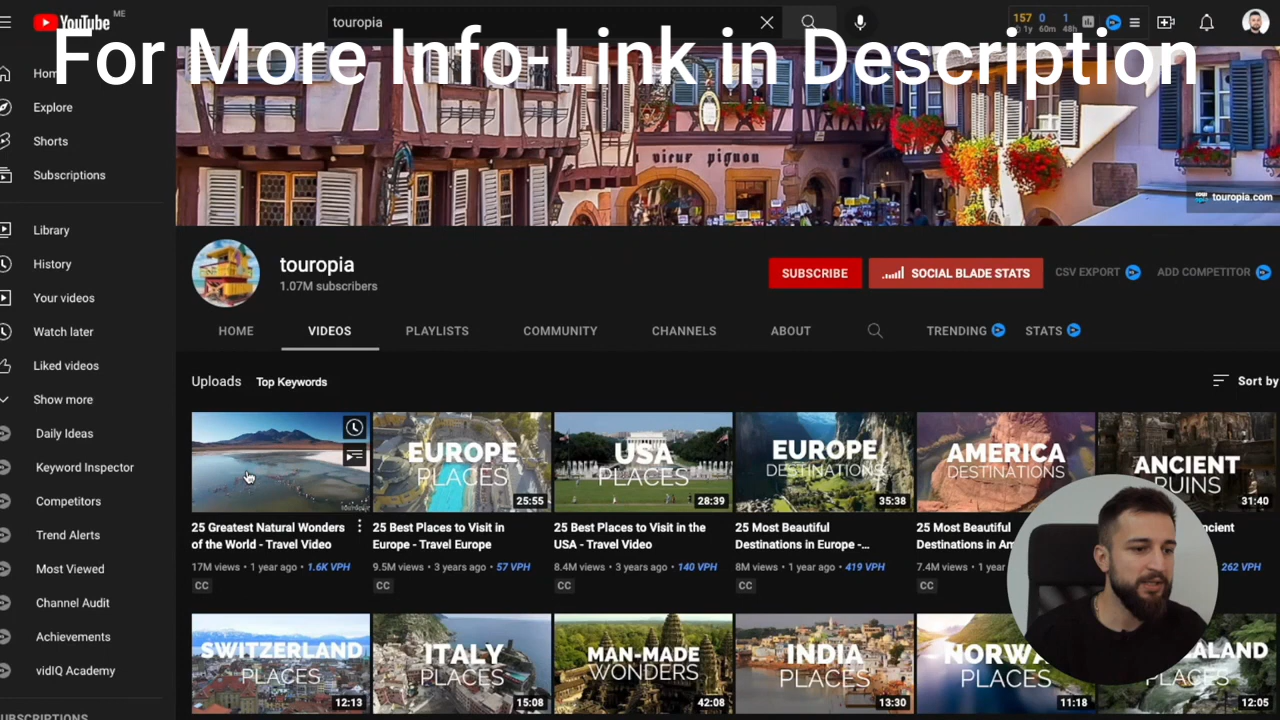 YouTube ME
touropia
157 0 1
1y 60m 48h
For More Info-Link in Description
Home
Explore
Shorts
Subscriptions
Library
History
Your videos
Watch later
Liked videos
Show more
Daily Ideas
Keyword Inspector
Competitors
Trend Alerts
Most Viewed
Channel Audit
Achievements
vidIQ Academy
SUBSCRIPTIONS
vieux pignon
touropia.com
touropia
1.07M subscribers
SUBSCRIBE
SOCIAL BLADE STATS
CSV EXPORT
ADD COMPETITOR
HOME
VIDEOS
PLAYLISTS
COMMUNITY
CHANNELS
ABOUT
TRENDING
STATS
Uploads
Top Keywords
Sort by
25 Greatest Natural Wonders
of the World - Travel Video
17M views • 1 year ago • 1.6K VPH
CC
EUROPE
PLACES
25:55
25 Best Places to Visit in
Europe - Travel Europe
9.5M views • 3 years ago • 57 VPH
CC
USA
PLACES
28:39
25 Best Places to Visit in the
USA - Travel Video
8.4M views • 3 years ago • 140 VPH
CC
EUROPE
DESTINATIONS
35:38
25 Most Beautiful
Destinations in Europe -...
8M views • 1 year ago • 419 VPH
CC
AMERICA
DESTINATIONS
25 Most Beautiful
Destinations in Am
7.4M views • 1 year
CC
ANCIENT
RUINS
31:40
ncient
262 VPH
SWITZERLAND
PLACES
12:13
ITALY
PLACES
15:08
MAN-MADE
WONDERS
42:08
INDIA
PLACES
13:30
NORWA
PLACES
11:18
ALAND
PLACES
12:05